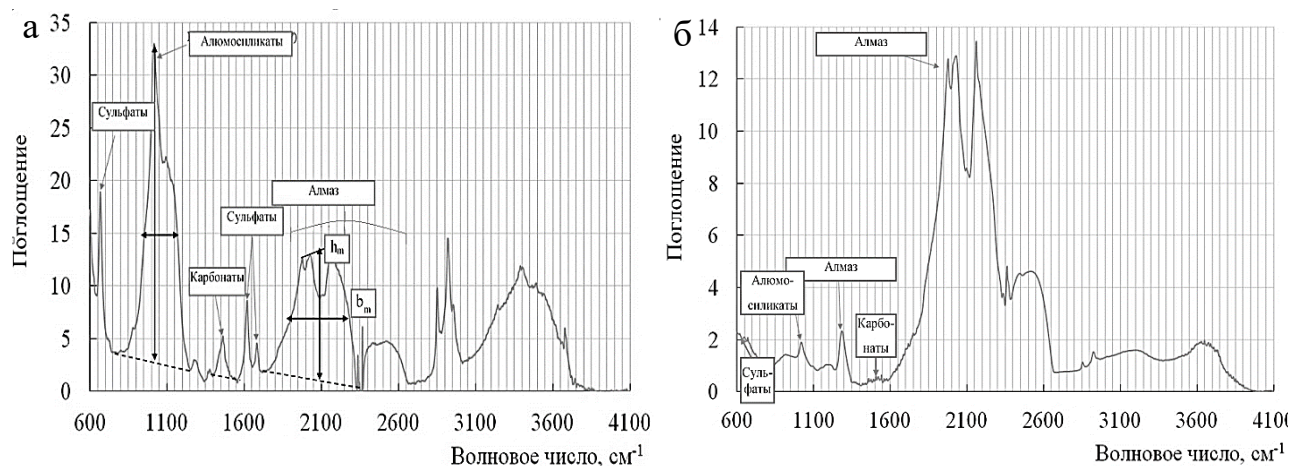 а
35
30
25
20
15
10
5
0
Поглощение
Алюмосиликаты
Сульфаты
Карбонаты
Сульфаты
Алмаз
hm
bm
600 1100 1600 2100 2600 3100 3600 4100
Волновое число, см-1
б
14
12
10
8
6
4
2
0
Поглощение
Алмаз
Алюмо-
силикаты
Алмаз
Карбо-
наты
Суль-
фаты
600 1100 1600 2100 2600 3100 3600 4100
Волновое число, см-1